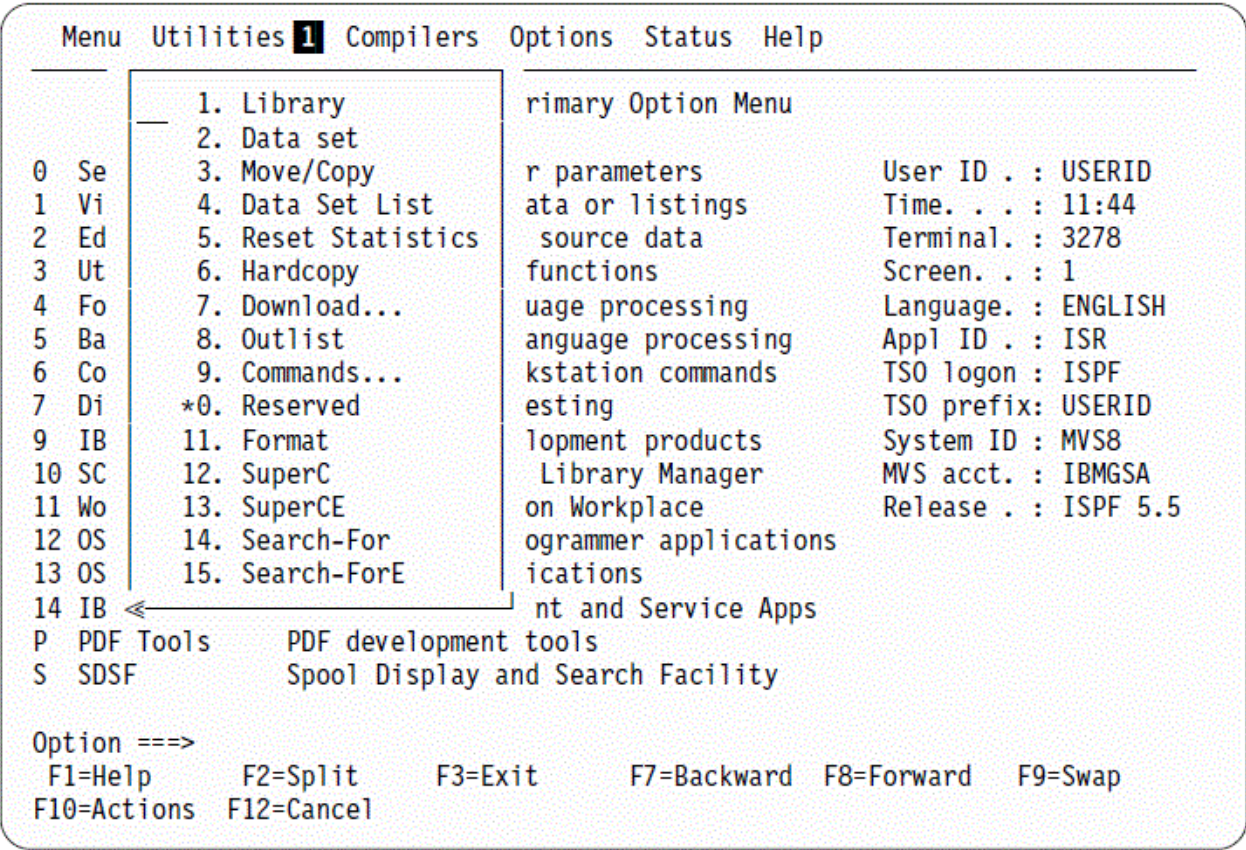 Menu Utilities 1 Compilers Options Status Help
1. Library rimary Option Menu
2. Data set
0 Se 3. Move/Copy r parameters User ID . : USERID
1 Vi 4. Data Set List ata or listings Time. . . : 11:44
2 Ed 5. Reset Statistics source data Terminal. : 3278
3 Ut 6. Hardcopy functions Screen. . : 1
4 Fo 7. Download... uage processing Language. : ENGLISH
5 Ba 8. Outlist anguage processing Appl ID . : ISR
6 Co 9. Commands... kstation commands TSO logon : ISPF
7 Di *0. Reserved esting TSO prefix: USERID
9 IB 11. Format lopment products System ID : MVS8
10 SC 12. SuperC Library Manager MVS acct. : IBMGSA
11 Wo 13. SuperCE on Workplace Release . : ISPF 5.5
12 OS 14. Search-For ogrammer applications
13 OS 15. Search-ForE ications
14 IB nt and Service Apps
P PDF Tools PDF development tools
S SDSF Spool Display and Search Facility
Option ===>
F1=Help F2=Split F3=Exit F7=Backward F8=Forward F9=Swap
F10=Actions F12=Cancel